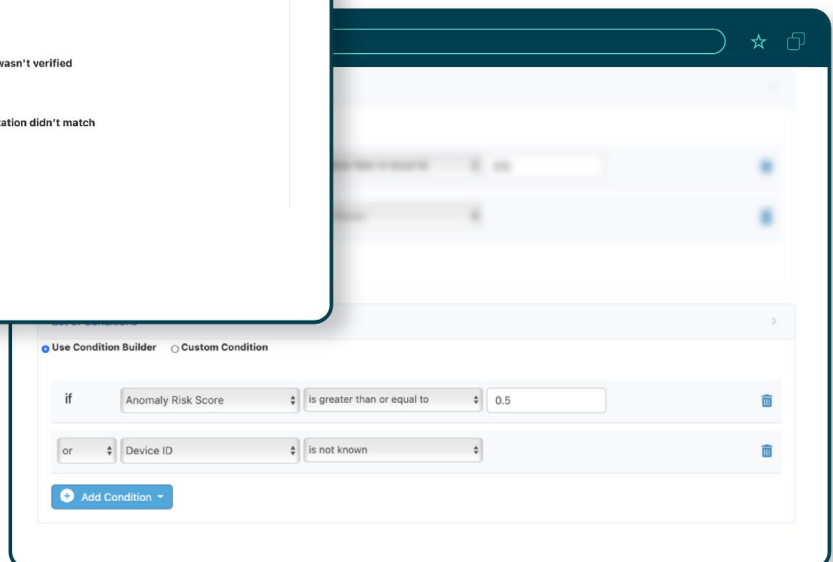 wasn't verified
ation didn't match
Use Condition Builder Custom Condition
if Anomaly Risk Score is greater than or equal to 0.5
or Device ID is not known
Add Condition